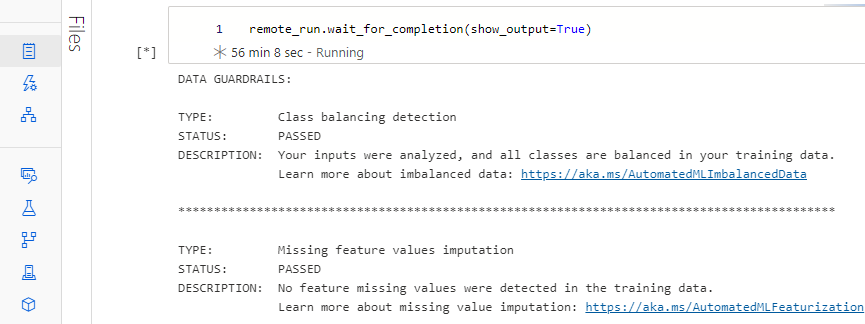 Files
1 remote_run.wait_for_completion(show_output=True)
[*] 56 min 8 sec - Running
DATA GUARDRAILS:
TYPE: Class balancing detection
STATUS: PASSED
DESCRIPTION: Your inputs were analyzed, and all classes are balanced in your training data.
Learn more about imbalanced data: https://aka.ms/AutomatedMLImbalancedData
********************************************************************************************
TYPE: Missing feature values imputation
STATUS: PASSED
DESCRIPTION: No feature missing values were detected in the training data.
Learn more about missing value imputation: https://aka.ms/AutomatedMLFeaturization